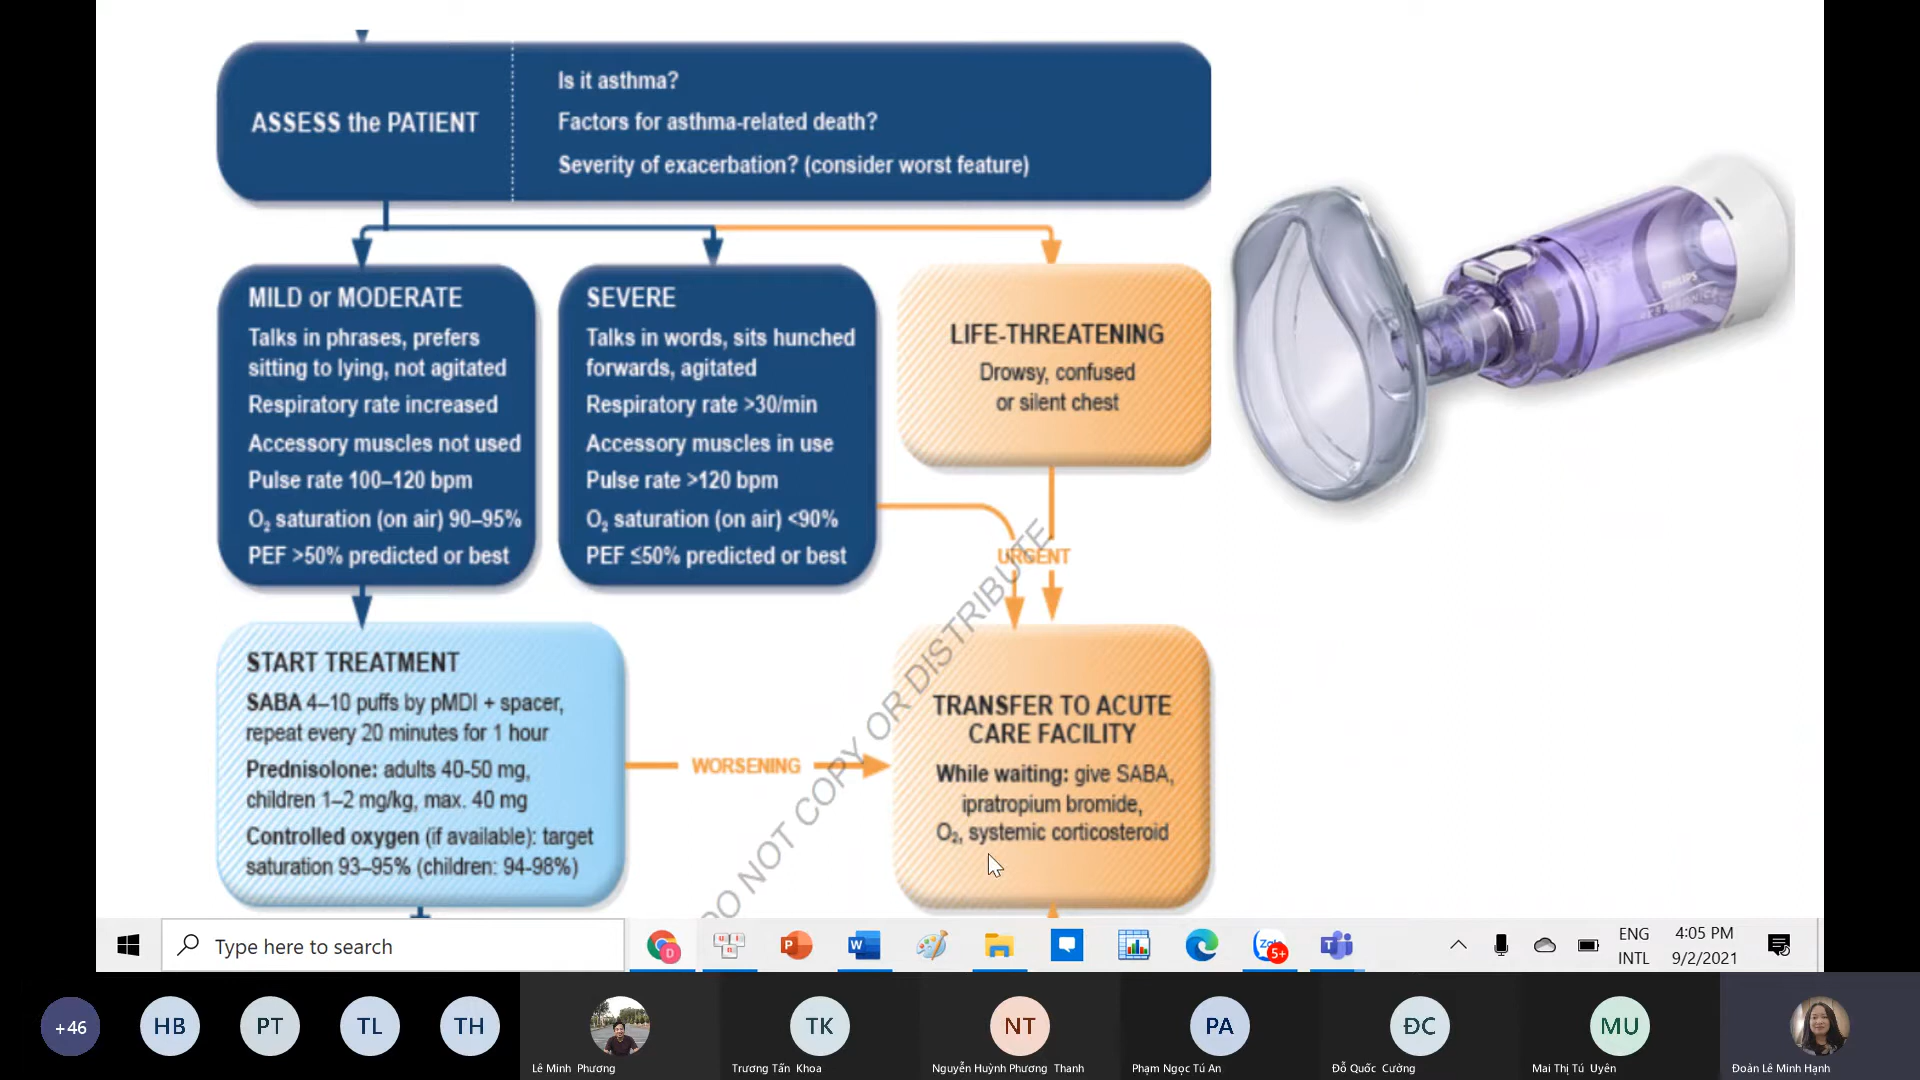 ASSESS the PATIENT
Is it asthma?
Factors for asthma-related death?
Severity of exacerbation? (consider worst feature)
MILD or MODERATE
Talks in phrases, prefers
sitting to lying, not agitated
Respiratory rate increased
Accessory muscles not used
Pulse rate 100–120 bpm
O₂ saturation (on air) 90–95%
PEF >50% predicted or best
SEVERE
Talks in words, sits hunched
forwards, agitated
Respiratory rate >30/min
Accessory muscles in use
Pulse rate >120 bpm
O₂ saturation (on air) <90%
PEF ≤50% predicted or best
LIFE-THREATENING
Drowsy, confused
or silent chest
PHILIPS
URGENT
START TREATMENT
SABA 4–10 puffs by pMDI + spacer,
repeat every 20 minutes for 1 hour
Prednisolone: adults 40-50 mg,
children 1–2 mg/kg, max. 40 mg
Controlled oxygen (if available): target
saturation 93–95% (children: 94-98%)
WORSENING
TRANSFER TO ACUTE
CARE FACILITY
While waiting: give SABA,
ipratropium bromide,
O₂, systemic corticosteroid
DO NOT COPY OR DISTRIBUTE
Type here to search
D
P
W
Zalo
5+
T
ENG
INTL
4:05 PM
9/2/2021
+46
HB
PT
TL
TH
Lê Minh Phương
TK
Trương Tấn Khoa
NT
Nguyễn Huỳnh Phương Thanh
PA
Phạm Ngọc Tú An
ĐC
Đỗ Quốc Cường
MU
Mai Thị Tú Uyên
Đoàn Lê Minh Hạnh